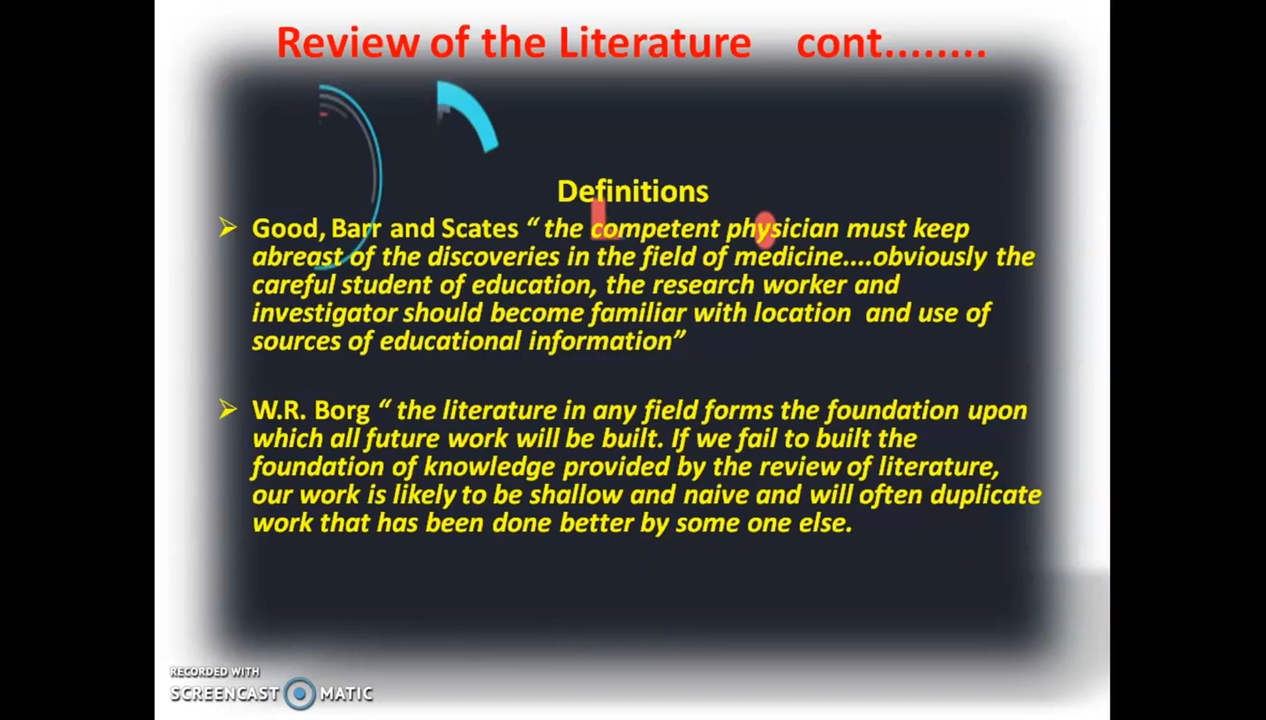 Review of the Literature cont........
Definitions
➢ Good, Barr and Scates “ the competent physician must keep
abreast of the discoveries in the field of medicine....obviously the
careful student of education, the research worker and
investigator should become familiar with location and use of
sources of educational information”
➢ W.R. Borg “ the literature in any field forms the foundation upon
which all future work will be built. If we fail to built the
foundation of knowledge provided by the review of literature,
our work is likely to be shallow and naive and will often duplicate
work that has been done better by some one else.
RECORDED WITH
SCREENCAST MATIC